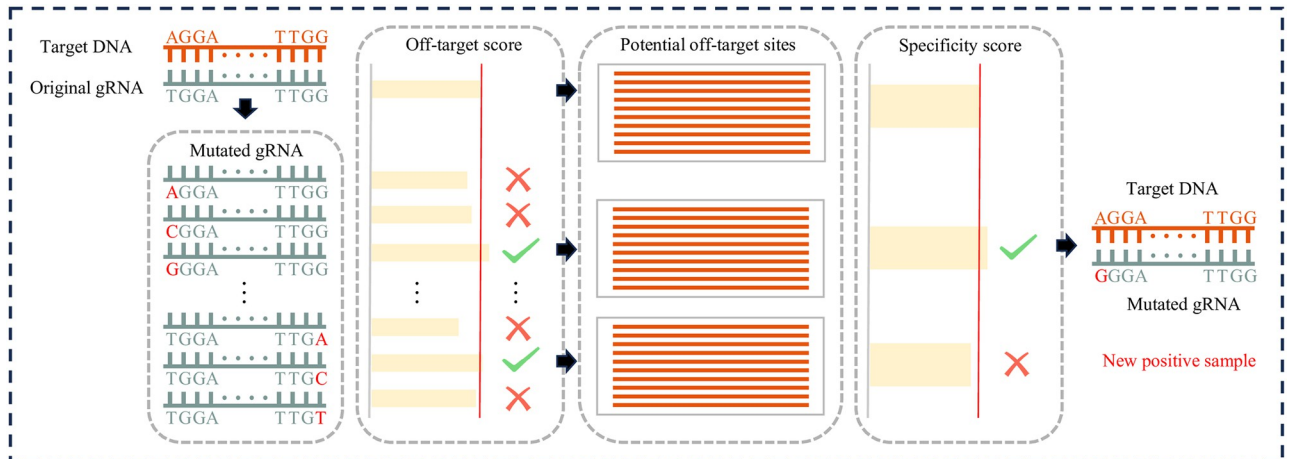 Target DNA
AGGA TTGG
Original gRNA
TGGA TTGG
Mutated gRNA
AGGA TTGG
CGGA TTGG
GGGA TTGG
TGGA TTGA
TGGA TTGC
TGGA TTGT
Off-target score
Potential off-target sites
Specificity score
Target DNA
AGGA TTGG
GGGA TTGG
Mutated gRNA
New positive sample